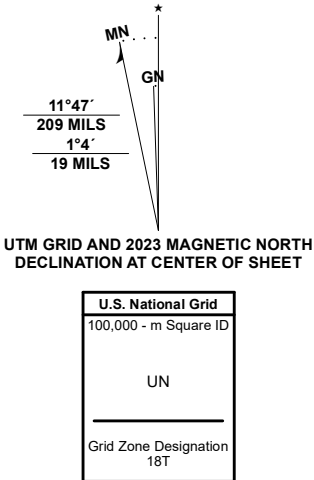 ★
MN
GN
11°47´
209 MILS
1°4´
19 MILS
UTM GRID AND 2023 MAGNETIC NORTH
DECLINATION AT CENTER OF SHEET
U.S. National Grid
100,000 - m Square ID
UN
Grid Zone Designation
18T